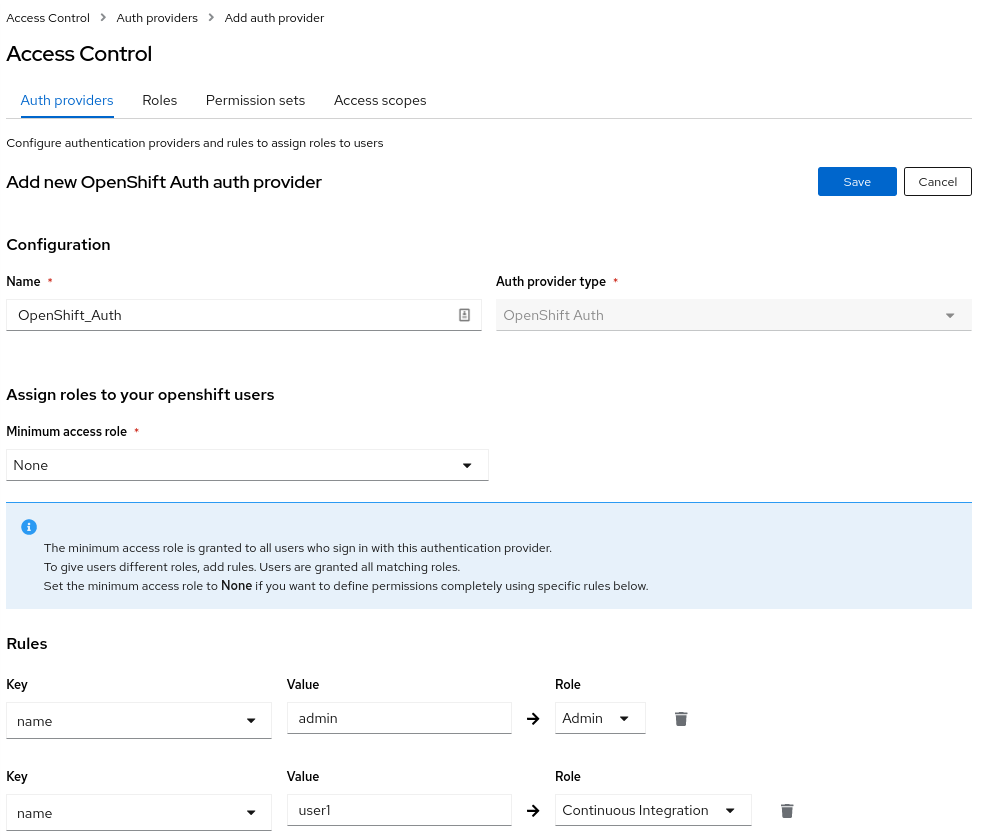 Access Control > Auth providers > Add auth provider
Access Control
Auth providers Roles Permission sets Access scopes
Configure authentication providers and rules to assign roles to users
Add new OpenShift Auth auth provider Save Cancel
Configuration
Name * Auth provider type *
OpenShift_Auth OpenShift Auth
Assign roles to your openshift users
Minimum access role *
None
The minimum access role is granted to all users who sign in with this authentication provider.
To give users different roles, add rules. Users are granted all matching roles.
Set the minimum access role to None if you want to define permissions completely using specific rules below.
Rules
Key Value Role
name admin Admin
Key Value Role
name user1 Continuous Integration